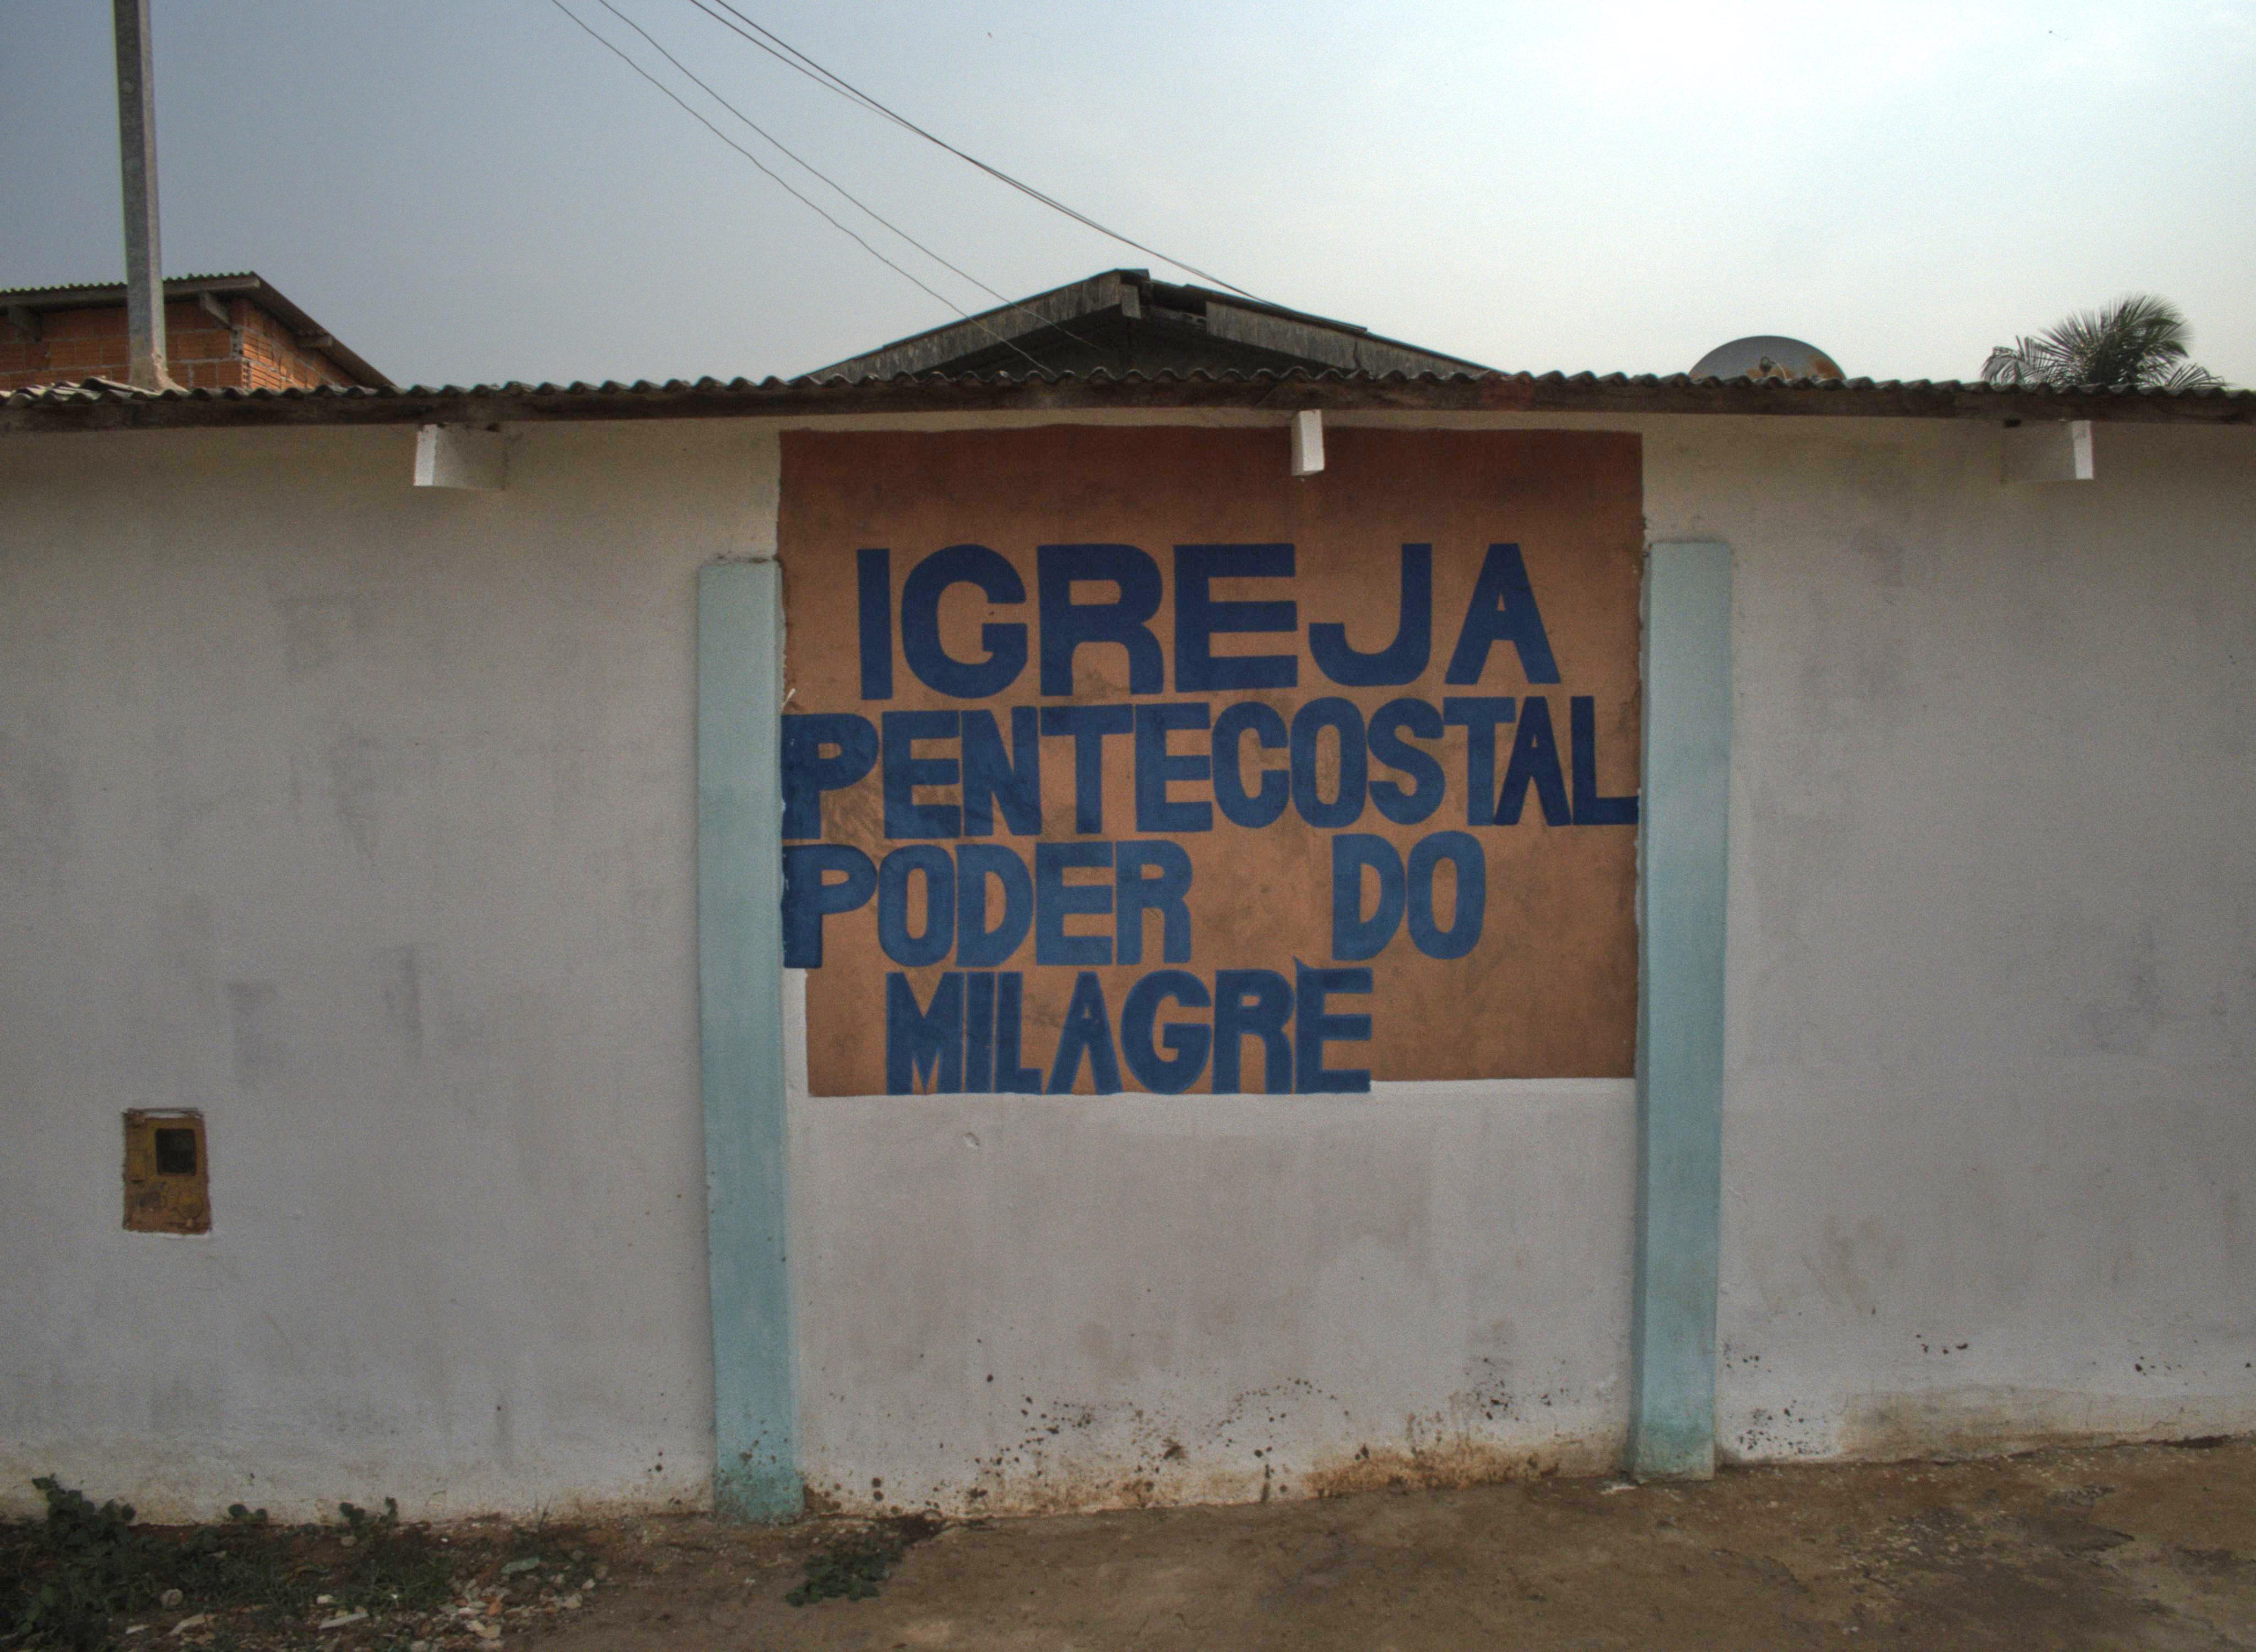 IGREJA
PENTECOSTAL
PODER DO
MILAGRE